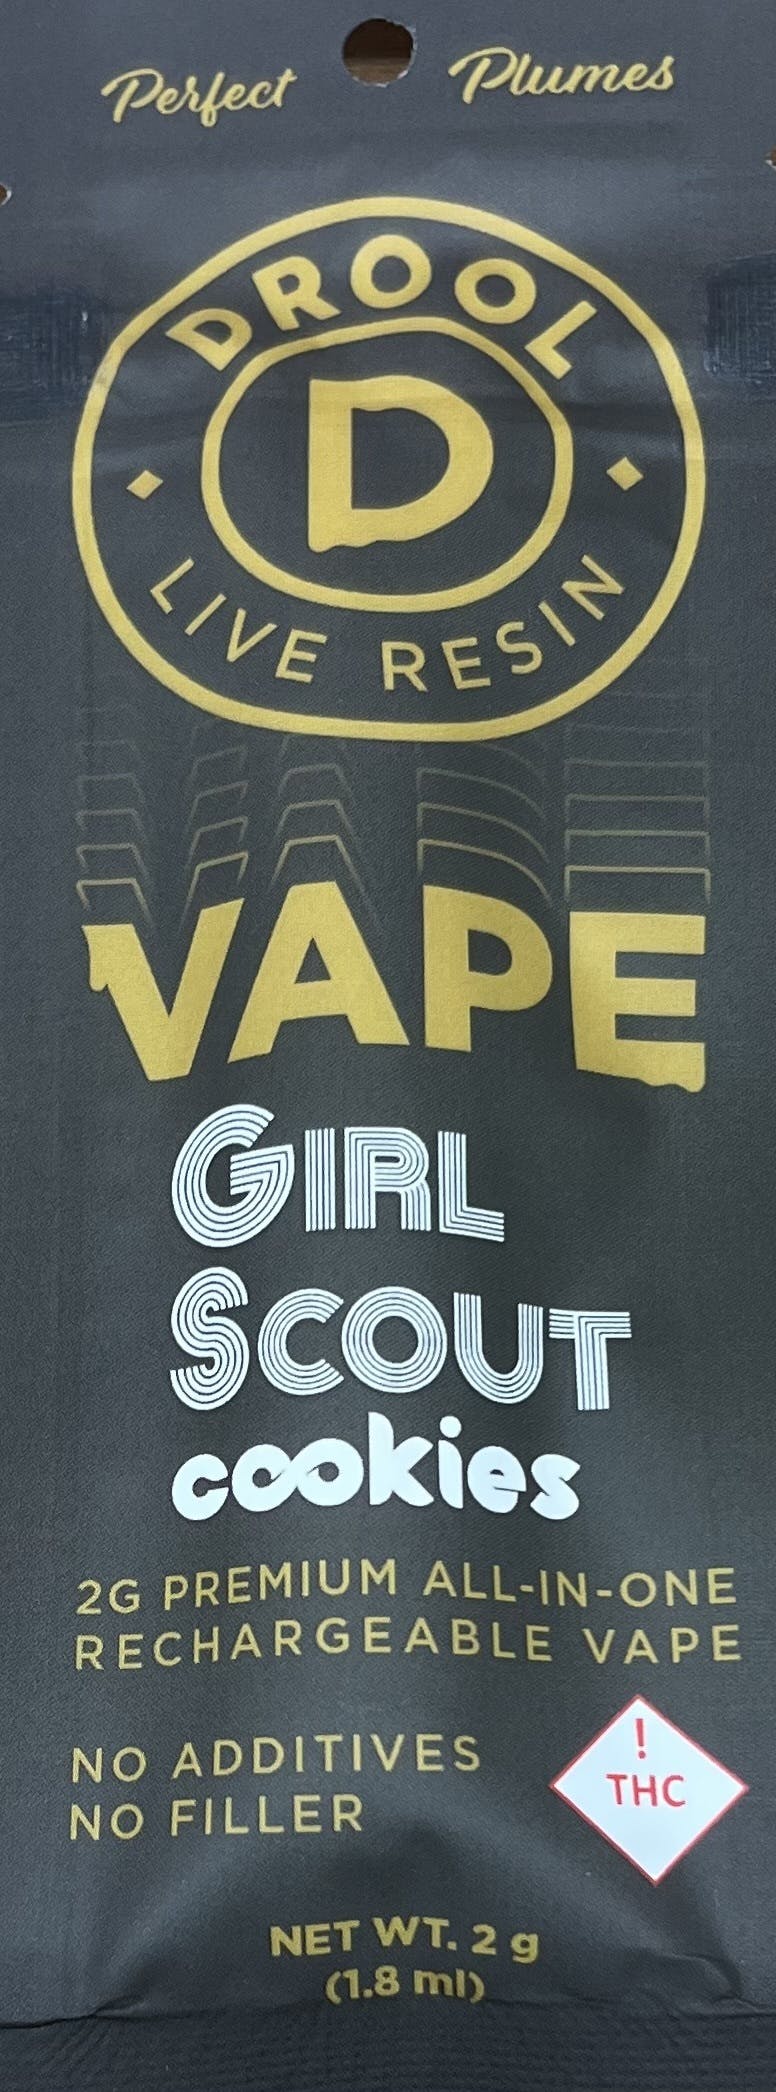 Perfect Plumes
DROOL
D
LIVE RESIN
VAPE
GIRL
SCOUT
cookies
2G PREMIUM ALL-IN-ONE
RECHARGEABLE VAPE
NO ADDITIVES
NO FILLER
!
THC
NET WT. 2 g
(1.8 ml)